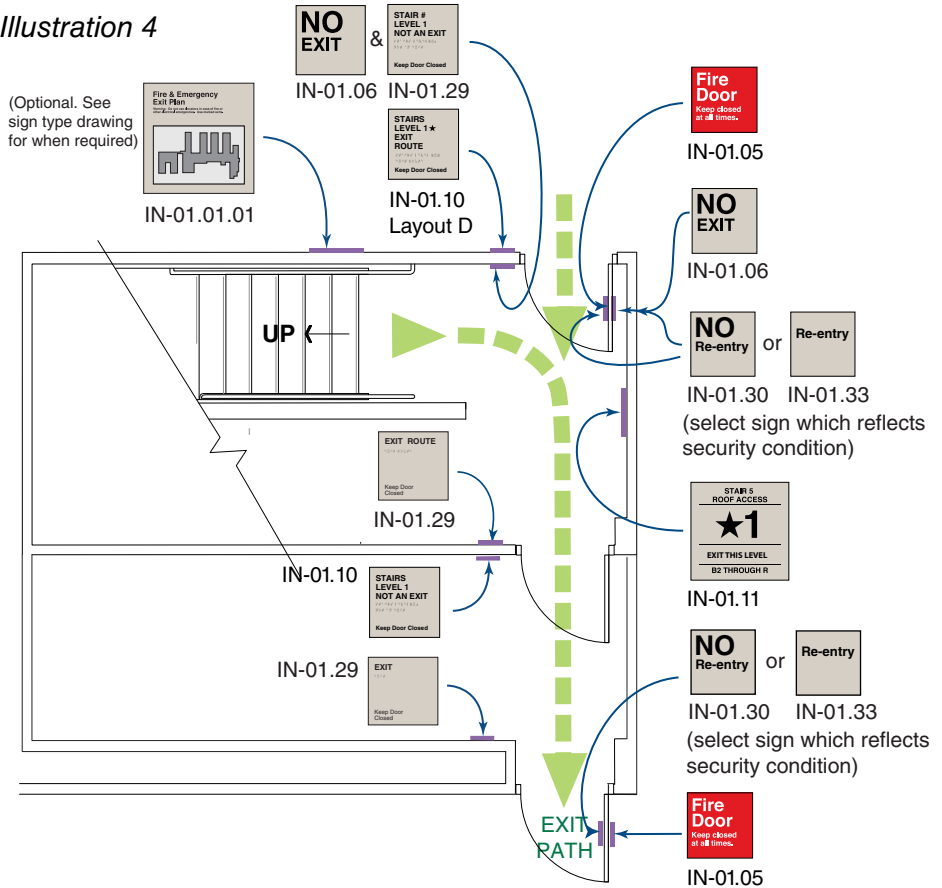 Illustration 4
NO
EXIT
&
STAIR #
LEVEL 1
NOT AN EXIT
Keep Door Closed
IN-01.06
IN-01.29
(Optional. See
sign type drawing
for when required)
Fire & Emergency
Exit Plan
IN-01.01.01
STAIRS
LEVEL 1★
EXIT
ROUTE
Keep Door Closed
IN-01.10
Layout D
Fire
Door
Keep closed
at all times.
IN-01.05
NO
EXIT
IN-01.06
UP
NO
Re-entry
or
Re-entry
IN-01.30
IN-01.33
(select sign which reflects
security condition)
EXIT ROUTE
Keep Door
Closed
IN-01.29
STAIR 5
ROOF ACCESS
★1
EXIT THIS LEVEL
B2 THROUGH R
IN-01.11
IN-01.10
STAIRS
LEVEL 1
NOT AN EXIT
Keep Door Closed
IN-01.29
EXIT
Keep Door
Closed
NO
Re-entry
or
Re-entry
IN-01.30
IN-01.33
(select sign which reflects
security condition)
EXIT
PATH
Fire
Door
Keep closed
at all times.
IN-01.05